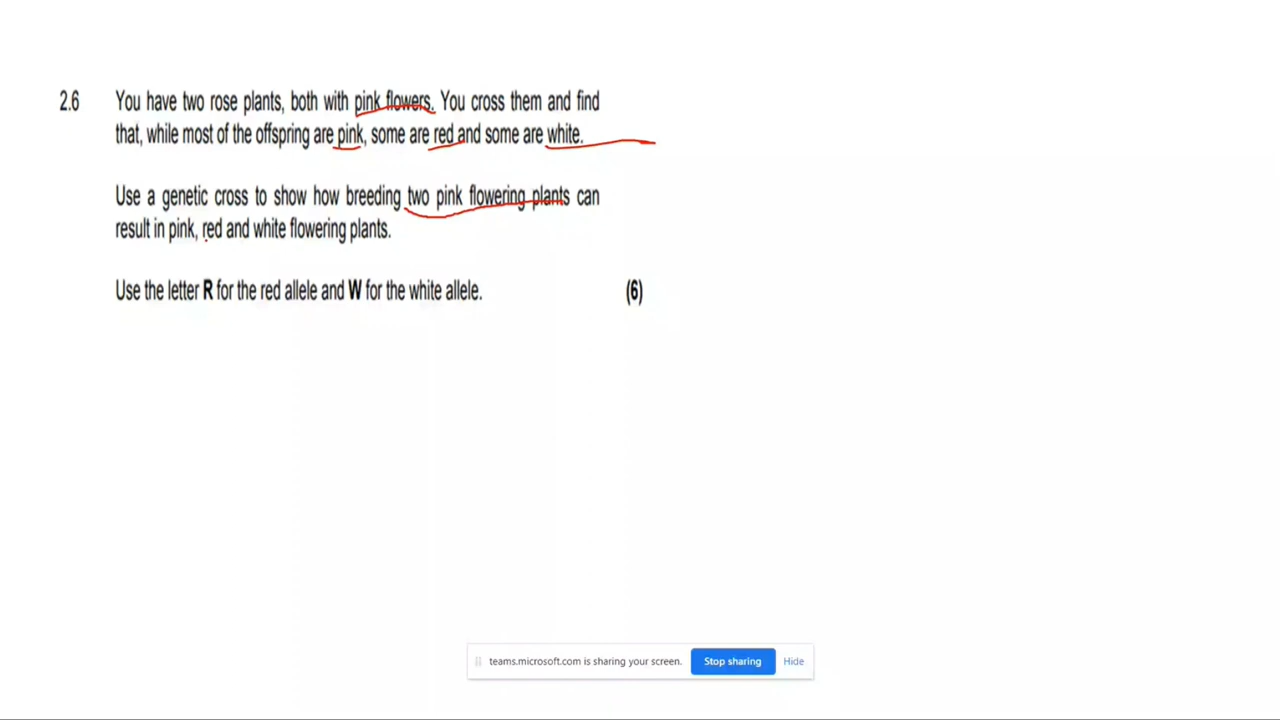 2.6 You have two rose plants, both with pink flowers. You cross them and find
that, while most of the offspring are pink, some are red and some are white.
Use a genetic cross to show how breeding two pink flowering plants can
result in pink, red and white flowering plants.
Use the letter R for the red allele and W for the white allele. (6)
teams.microsoft.com is sharing your screen. Stop sharing Hide